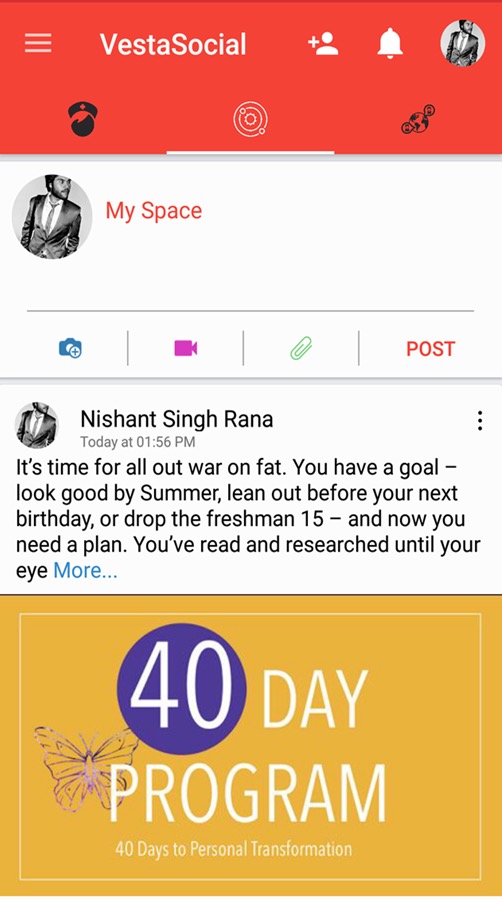 VestaSocial
My Space
POST
Nishant Singh Rana
Today at 01:56 PM
It’s time for all out war on fat. You have a goal –
look good by Summer, lean out before your next
birthday, or drop the freshman 15 – and now you
need a plan. You’ve read and researched until your
eye More...
40 DAY
PROGRAM
40 Days to Personal Transformation